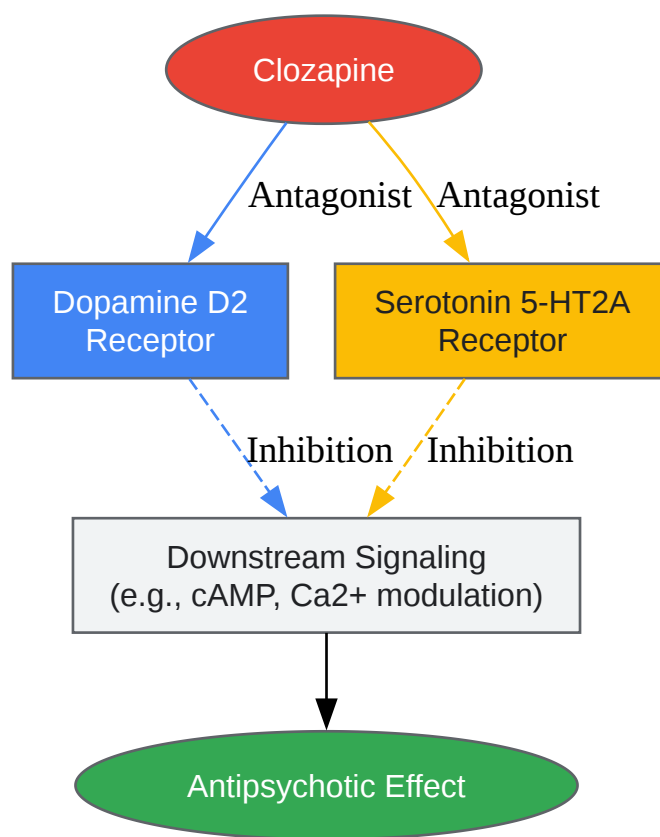 Clozapine
Antagonist
Antagonist
Dopamine D2
Receptor
Serotonin 5-HT2A
Receptor
Inhibition
Inhibition
Downstream Signaling
(e.g., cAMP, Ca2+ modulation)
Antipsychotic Effect